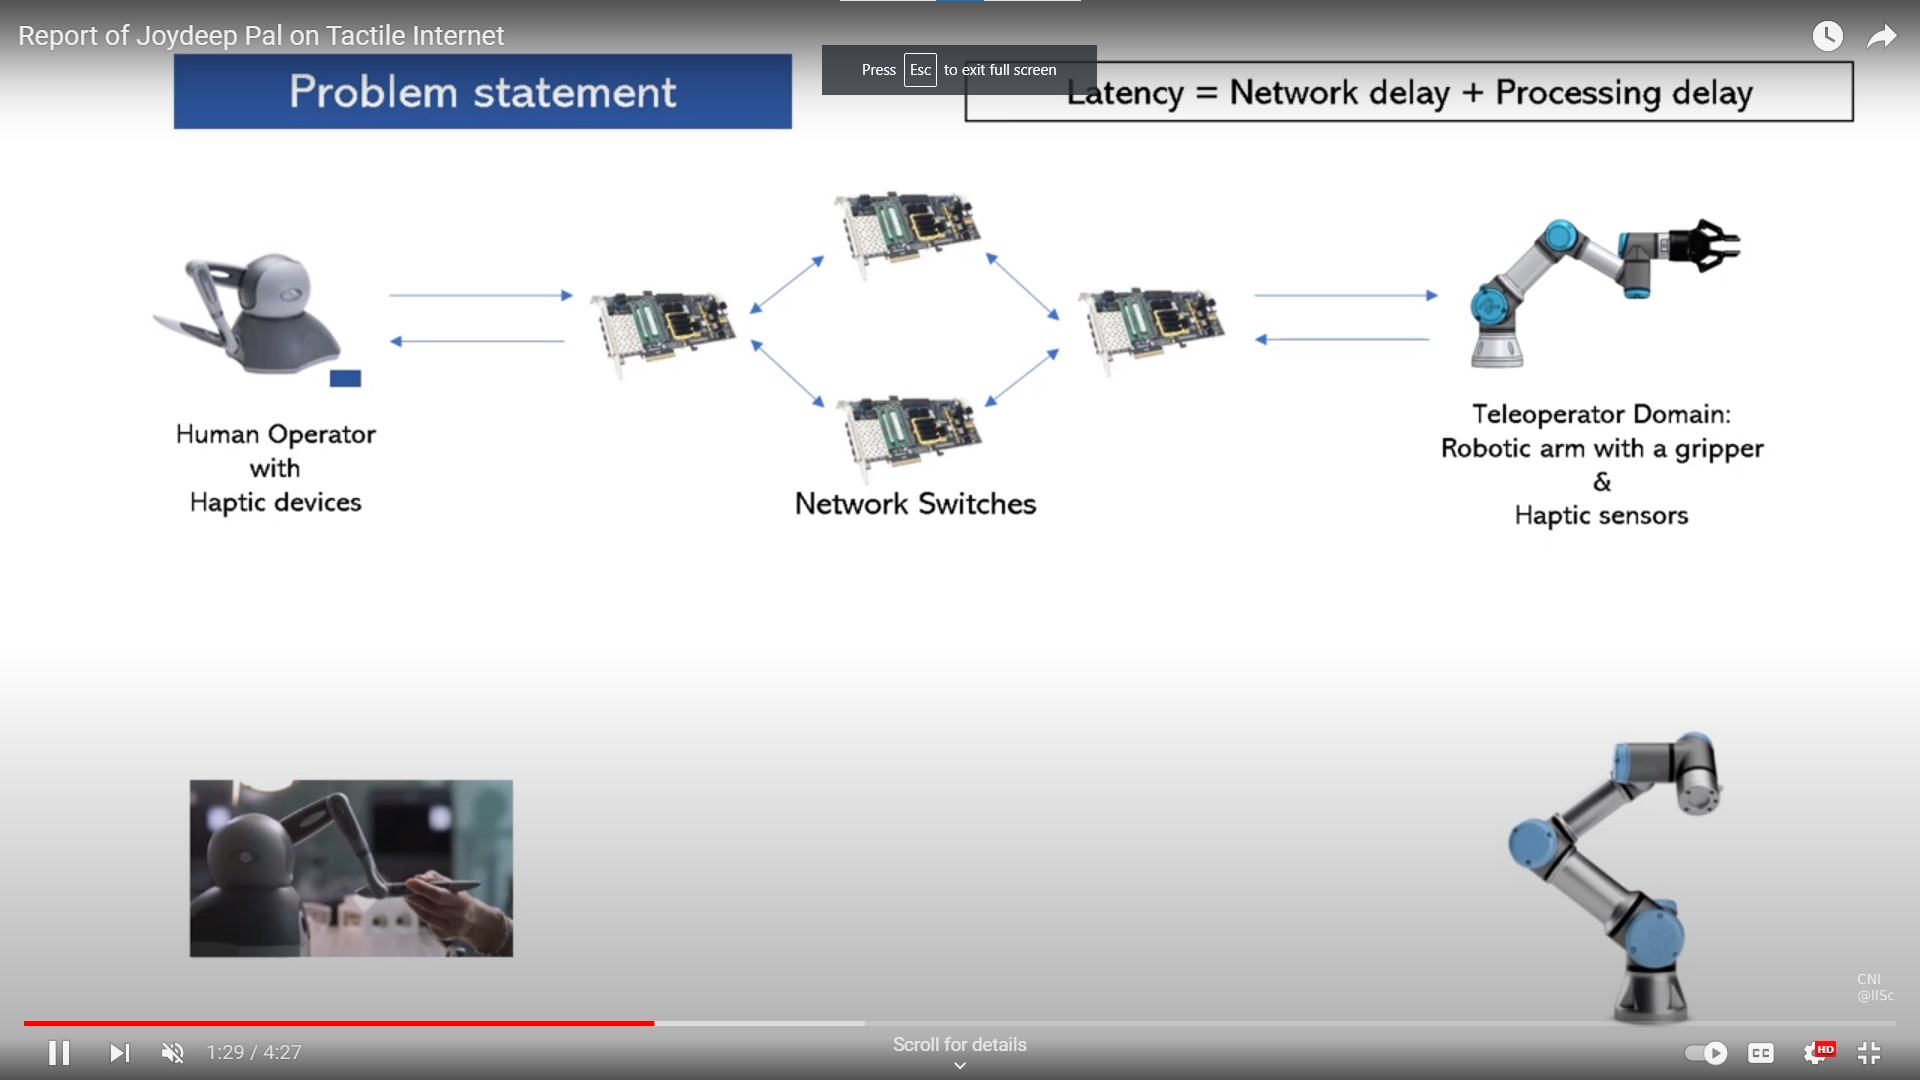 Report of Joydeep Pal on Tactile Internet
Press Esc to exit full screen
Problem statement
Latency = Network delay + Processing delay
Human Operator
with
Haptic devices
Network Switches
Teleoperator Domain:
Robotic arm with a gripper
&
Haptic sensors
CNI
@IISc
1:29 / 4:27
Scroll for details
CC
HD